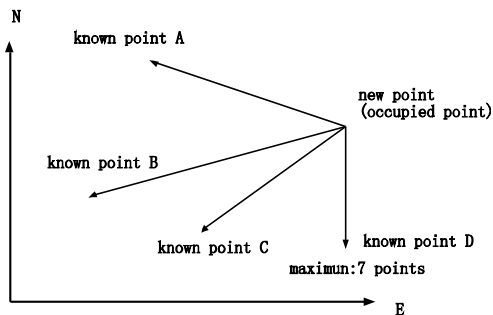 N
known point A
new point
(occupied point)
known point B
known point C
known point D
maximun:7 points
E